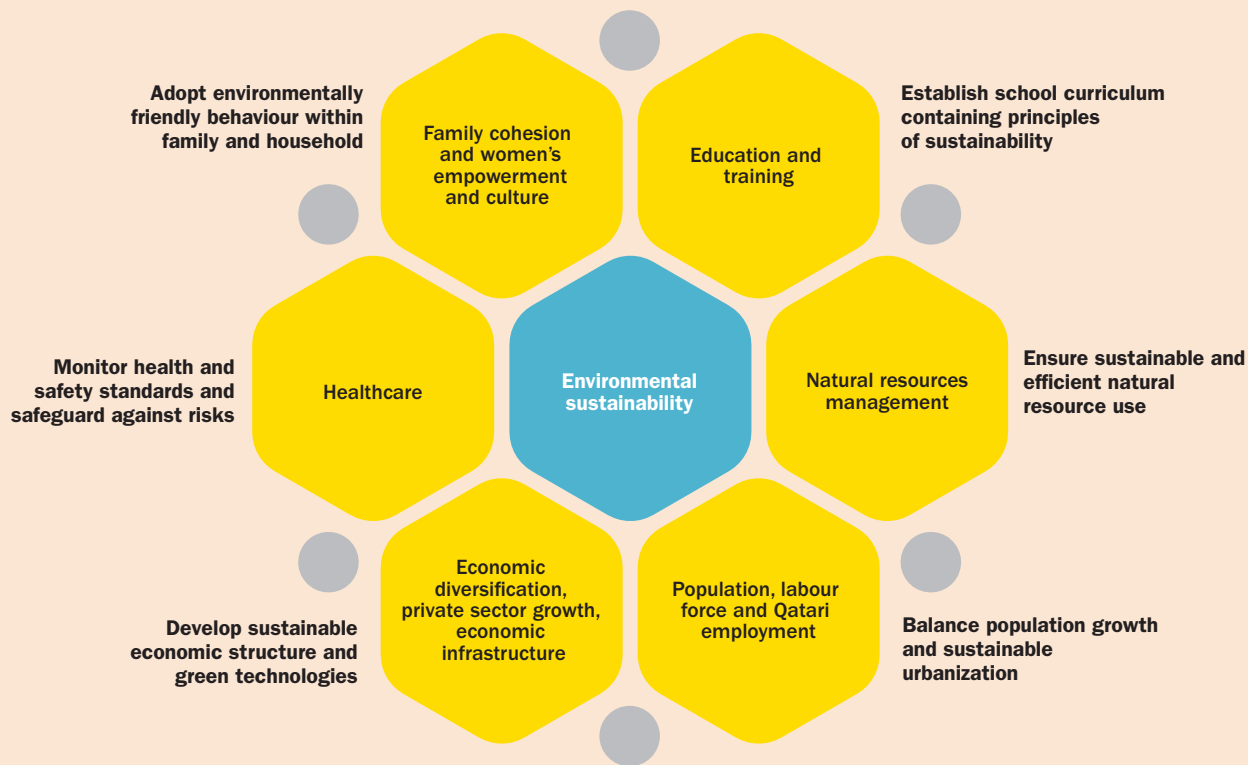 Adopt environmentally
friendly behaviour within
family and household
Family cohesion
and women's
empowerment
and culture
Education and
training
Establish school curriculum
containing principles
of sustainability
Monitor health and
safety standards and
safeguard against risks
Healthcare
Environmental
sustainability
Natural resources
management
Ensure sustainable and
efficient natural
resource use
Develop sustainable
economic structure and
green technologies
Economic
diversification,
private sector growth,
economic
infrastructure
Population, labour
force and Qatari
employment
Balance population growth
and sustainable
urbanization